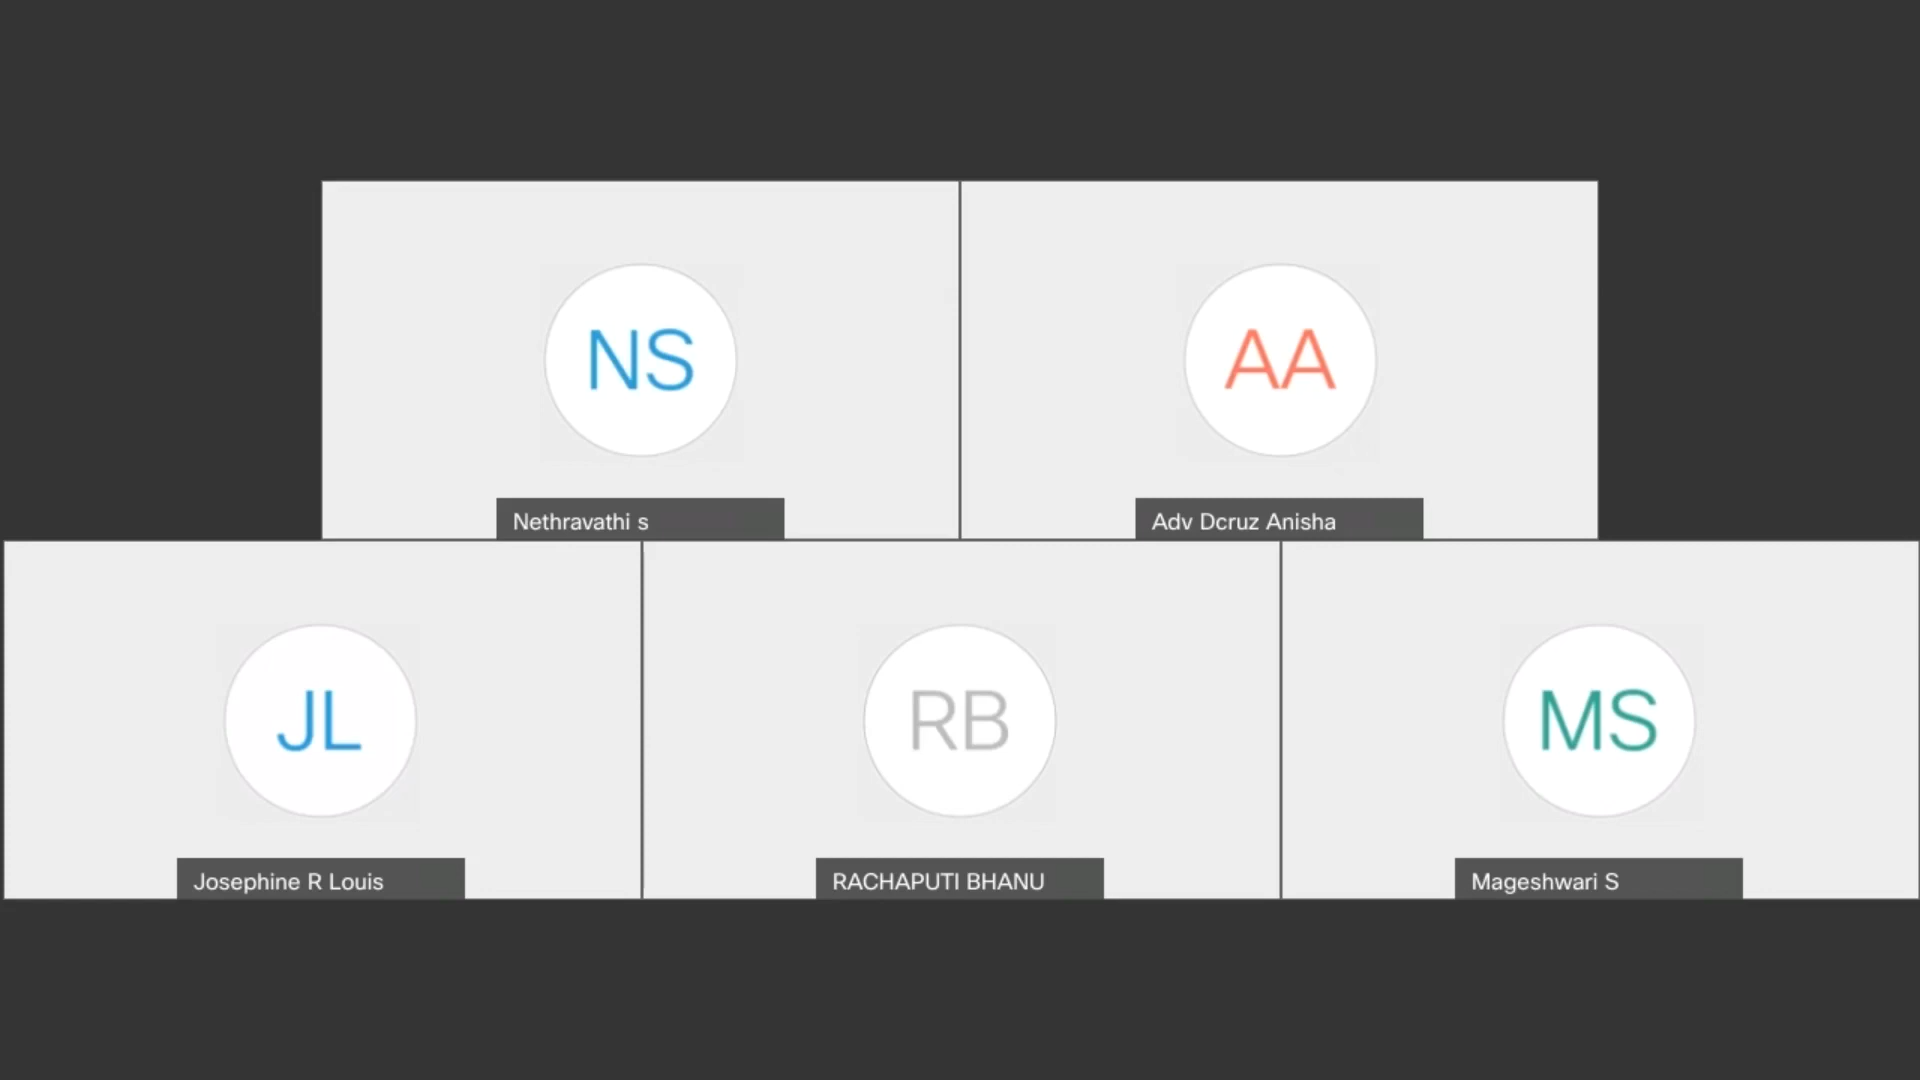 NS
AA
Nethravathi s
Adv Dcruz Anisha
JL
RB
MS
Josephine R Louis
RACHAPUTI BHANU
Mageshwari S